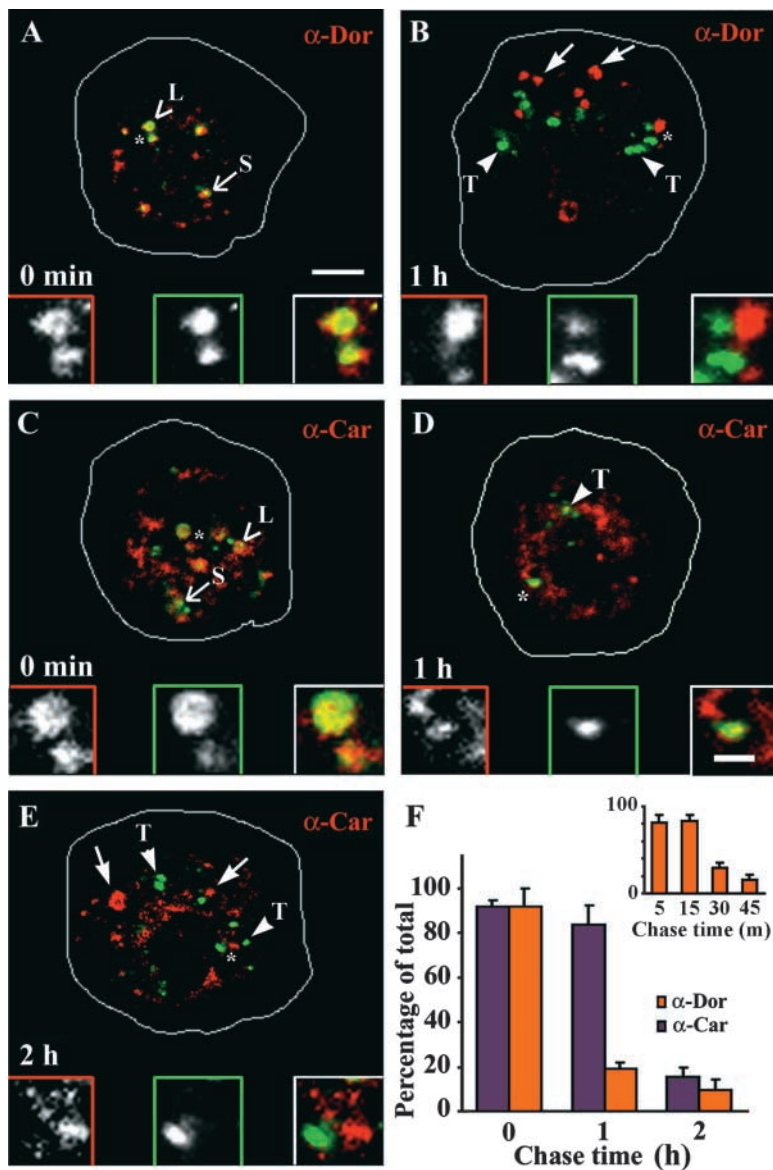 A
α-Dor
L
*
S
0 min
B
α-Dor
T
*
T
1 h
C
α-Car
*
L
S
0 min
D
α-Car
T
*
1 h
E
α-Car
T
T
*
2 h
F
100
0
5 15 30 45
Chase time (m)
Percentage of total
100
80
60
40
20
0
α-Dor
α-Car
0 1 2
Chase time (h)